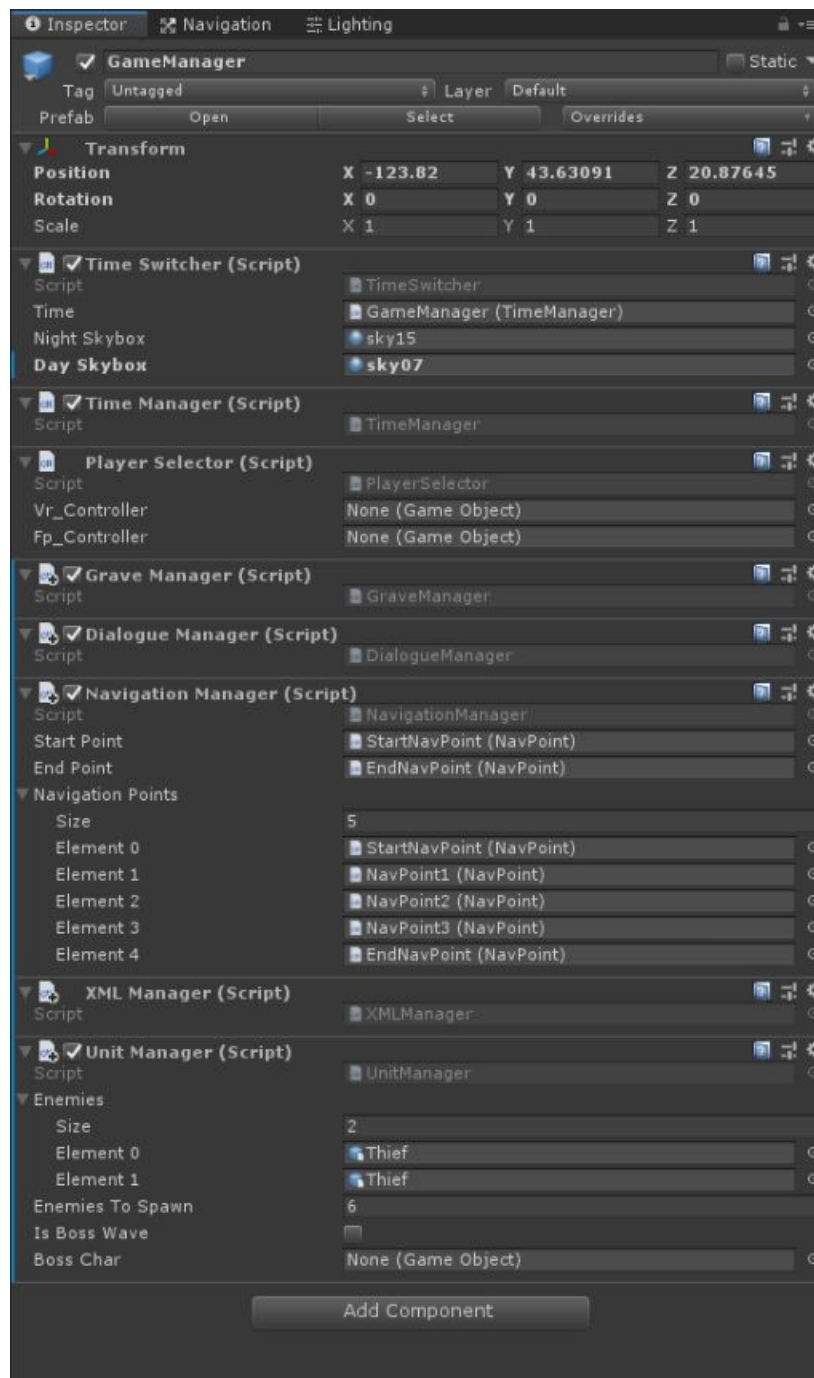 Inspector Navigation Lighting
GameManager Static
Tag Untagged Layer Default
Prefab Open Select Overrides
Transform
Position X -123.82 Y 43.63091 Z 20.87645
Rotation X 0 Y 0 Z 0
Scale X 1 Y 1 Z 1
Time Switcher (Script)
Script TimeSwitcher
Time GameManager (TimeManager)
Night Skybox sky15
Day Skybox sky07
Time Manager (Script)
Script TimeManager
Player Selector (Script)
Script PlayerSelector
Vr_Controller None (Game Object)
Fp_Controller None (Game Object)
Grave Manager (Script)
Script GraveManager
Dialogue Manager (Script)
Script DialogueManager
Navigation Manager (Script)
Script NavigationManager
Start Point StartNavPoint (NavPoint)
End Point EndNavPoint (NavPoint)
Navigation Points
Size 5
Element 0 StartNavPoint (NavPoint)
Element 1 NavPoint1 (NavPoint)
Element 2 NavPoint2 (NavPoint)
Element 3 NavPoint3 (NavPoint)
Element 4 EndNavPoint (NavPoint)
XML Manager (Script)
Script XMLManager
Unit Manager (Script)
Script UnitManager
Enemies
Size 2
Element 0 Thief
Element 1 Thief
Enemies To Spawn 6
Is Boss Wave
Boss Char None (Game Object)
Add Component